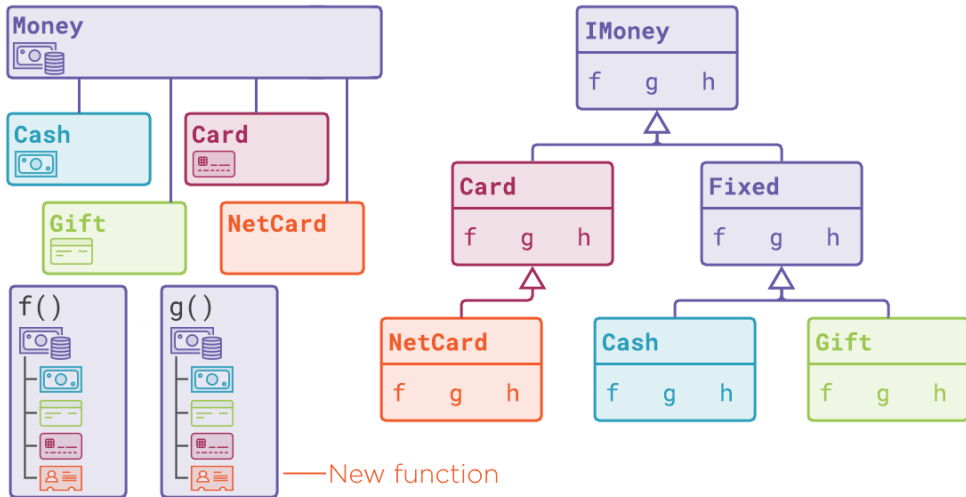 Money
Cash
Card
Gift
NetCard
f()
g()
New function
IMoney
f g h
Card
f g h
Fixed
f g h
NetCard
f g h
Cash
f g h
Gift
f g h